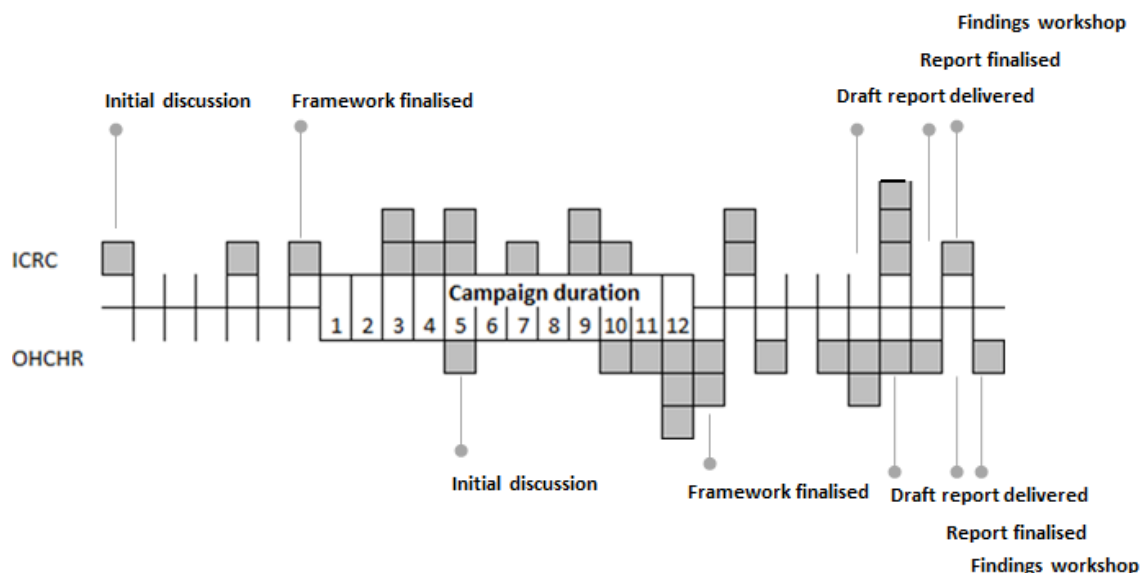 Findings workshop
Report finalised
Draft report delivered
Initial discussion
Framework finalised
ICRC
Campaign duration
1 2 3 4 5 6 7 8 9 10 11 12
OHCHR
Initial discussion
Framework finalised
Draft report delivered
Report finalised
Findings workshop